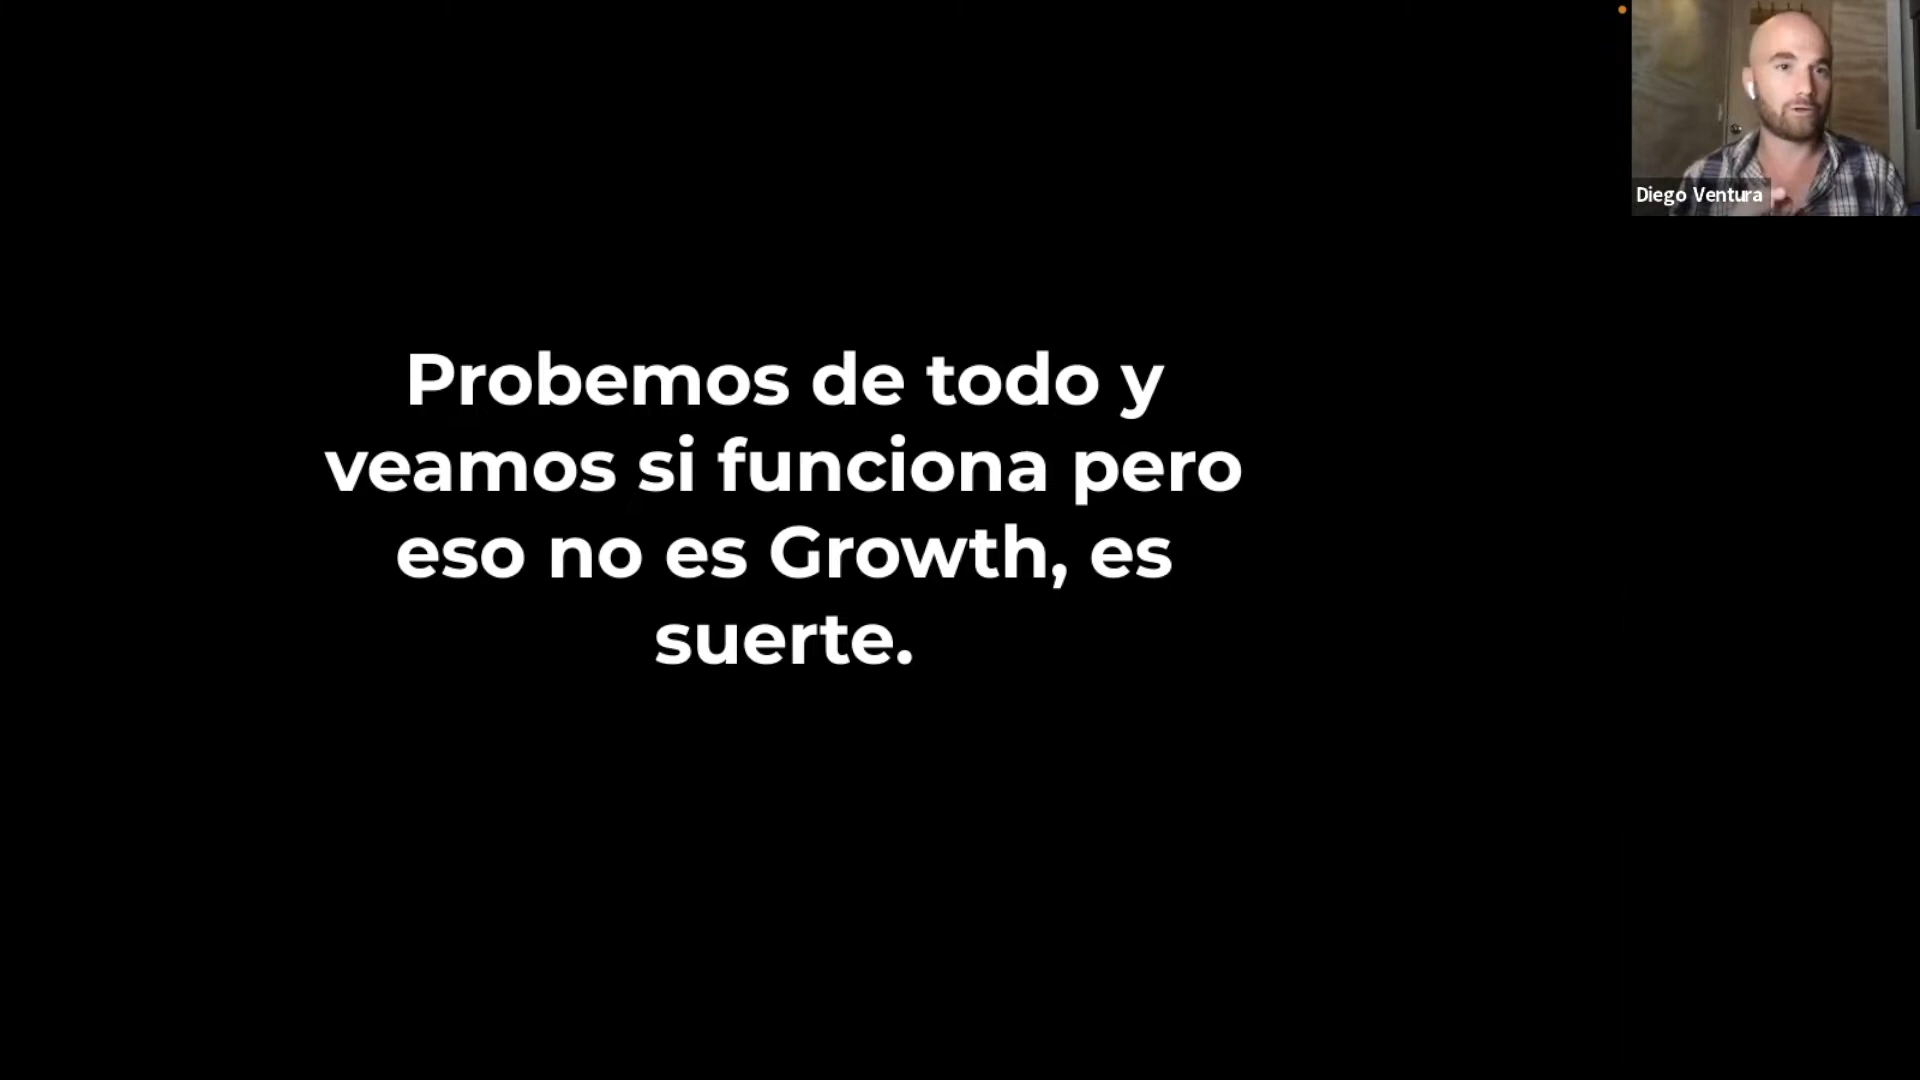 Diego Ventura
Probemos de todo y
veamos si funciona pero
eso no es Growth, es
suerte.